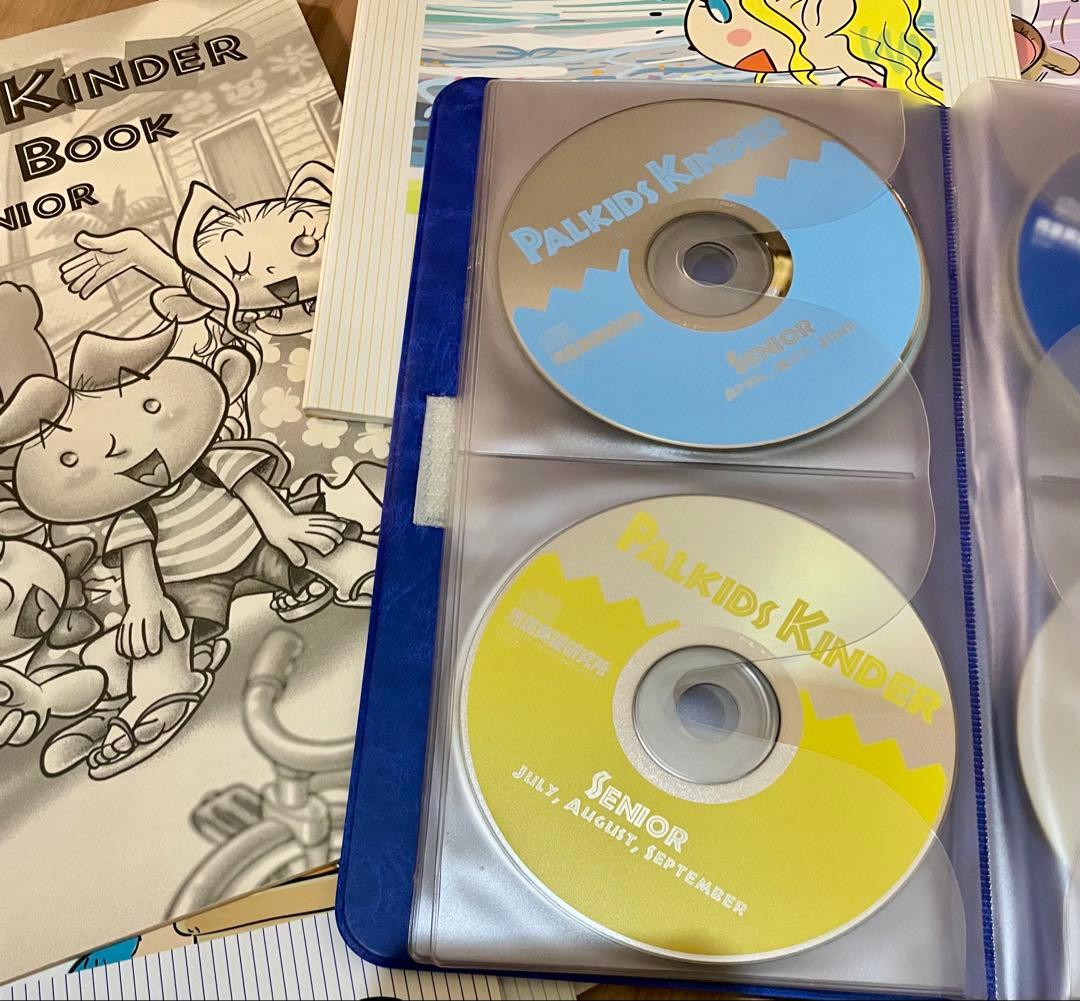 KINDER
BOOK
NIOR
PALKIDS KINDER
SENIOR
APRIL, MAY, JUNE
PALKIDS KINDER
SENIOR
JULY, AUGUST, SEPTEMBER